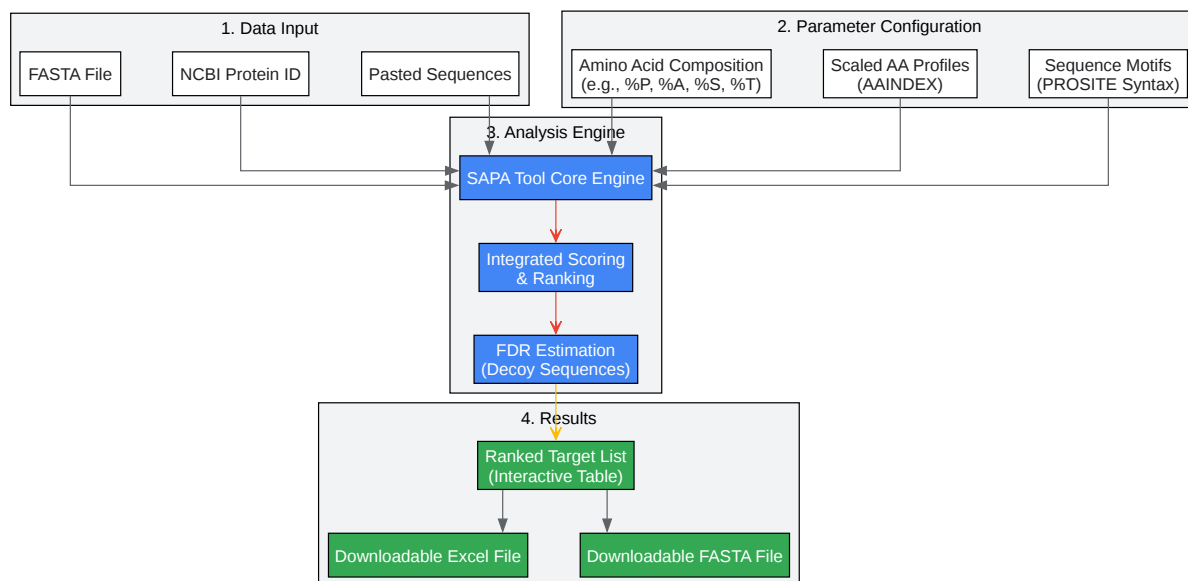 1. Data Input
FASTA File
NCBI Protein ID
Pasted Sequences
2. Parameter Configuration
Amino Acid Composition
(e.g., %P, %A, %S, %T)
Scaled AA Profiles
(AAINDEX)
Sequence Motifs
(PROSITE Syntax)
3. Analysis Engine
SAPA Tool Core Engine
Integrated Scoring
& Ranking
FDR Estimation
(Decoy Sequences)
4. Results
Ranked Target List
(Interactive Table)
Downloadable Excel File
Downloadable FASTA File